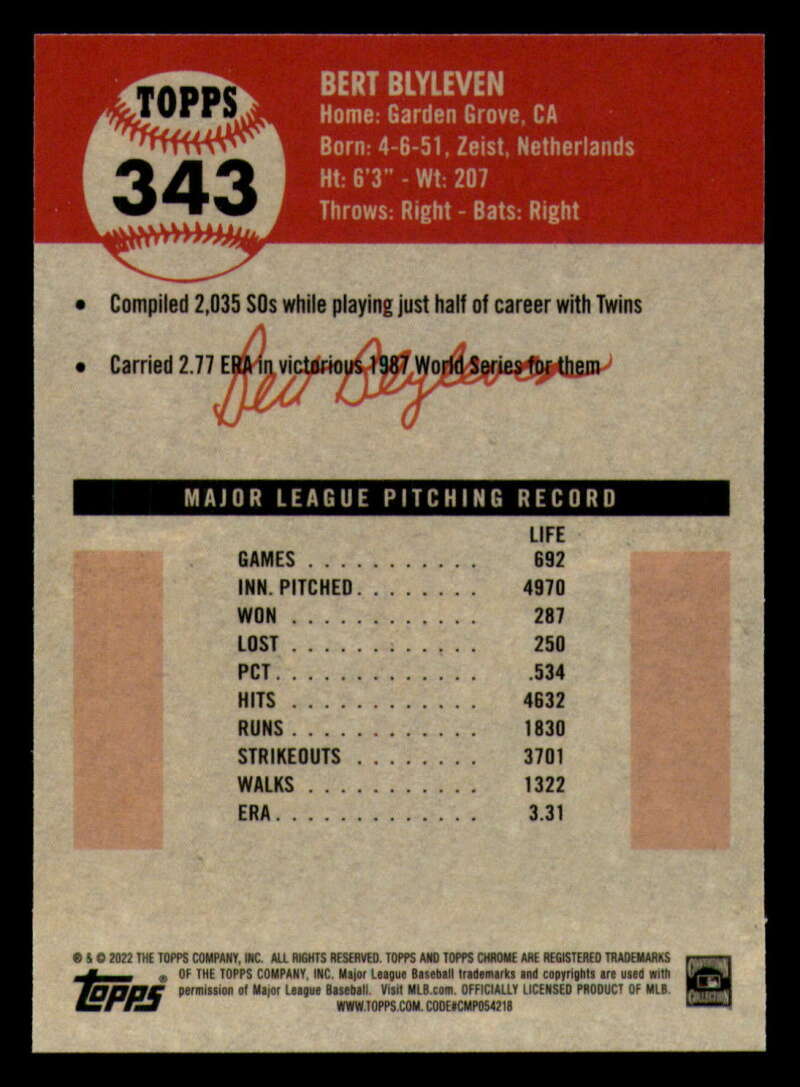 TOPPS
343
BERT BLYLEVEN
Home: Garden Grove, CA
Born: 4-6-51, Zeist, Netherlands
Ht: 6'3" - Wt: 207
Throws: Right - Bats: Right
• Compiled 2,035 SOs while playing just half of career with Twins
• Carried 2.77 ERA in victorious 1987 World Series for them
Bert Blyleven
MAJOR LEAGUE PITCHING RECORD
LIFE
GAMES . . . . . . . . . . . 692
INN. PITCHED . . . . . . . . 4970
WON . . . . . . . . . . . . 287
LOST . . . . . . . . . . . . 250
PCT. . . . . . . . . . . . . .534
HITS . . . . . . . . . . . . 4632
RUNS . . . . . . . . . . . . 1830
STRIKEOUTS . . . . . . . . 3701
WALKS . . . . . . . . . . . 1322
ERA . . . . . . . . . . . . . 3.31
® & © 2022 THE TOPPS COMPANY, INC. ALL RIGHTS RESERVED. TOPPS AND TOPPS CHROME ARE REGISTERED TRADEMARKS
OF THE TOPPS COMPANY, INC. Major League Baseball trademarks and copyrights are used with
permission of Major League Baseball. Visit MLB.com. OFFICIALLY LICENSED PRODUCT OF MLB.
WWW.TOPPS.COM. CODE#CMP054218
Topps ®
COOPERSTOWN
COLLECTION